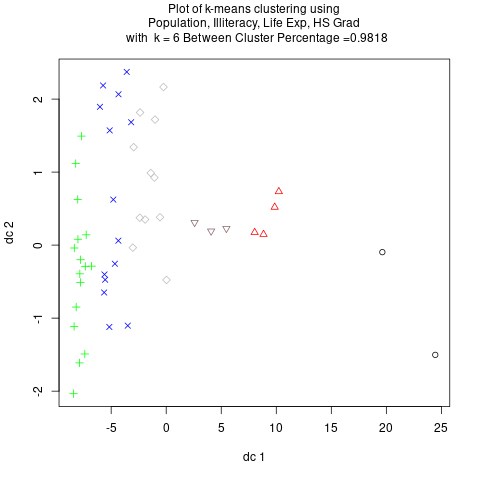 Plot of k-means clustering using
Population, Illiteracy, Life Exp, HS Grad
with k = 6 Between Cluster Percentage =0.9818
dc 2
2
1
0
-1
-2
-5
0
5
10
15
20
25
dc 1